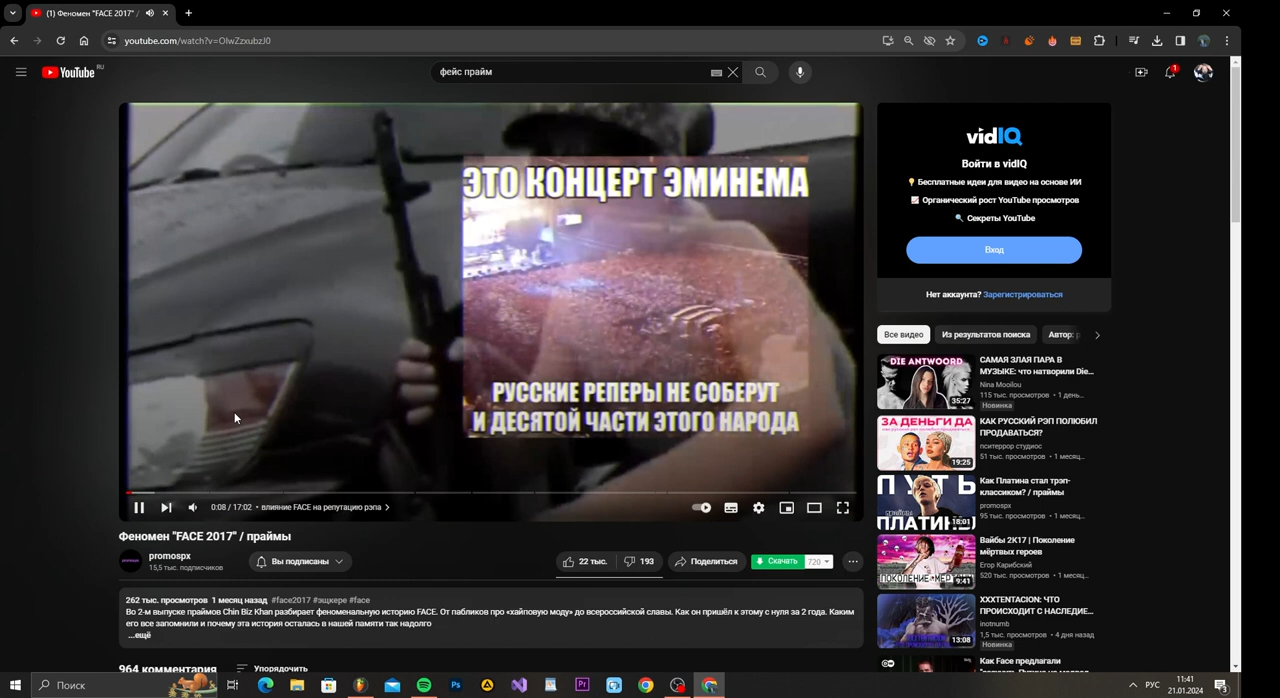 (1) Феномен "FACE 2017" /
youtube.com/watch?v=OlwZzxubzJ0
YouTube RU
фейс прайм
1
ЭТО КОНЦЕРТ ЭМИНЕМА
РУССКИЕ РЕПЕРЫ НЕ СОБЕРУТ
И ДЕСЯТОЙ ЧАСТИ ЭТОГО НАРОДА
0:08 / 17:02 • влияние FACE на репутацию рэпа
Феномен "FACE 2017" / праймы
promospx
15,5 тыс. подписчиков
Вы подписаны
22 тыс.
193
Поделиться
Скачать
720
262 тыс. просмотров 1 месяц назад #face2017 #эщкере #face
Во 2-м выпуске праймов Chin Biz Khan разбирает феноменальную историю FACE. От пабликов про «хайповую моду» до всероссийской славы. Как он пришёл к этому с нуля за 2 года. Каким
его все запомнили и почему эта история осталась в нашей памяти так надолго
...ещё
964 комментария
Упорядочить
vidIQ
Войти в vidIQ
Бесплатные идеи для видео на основе ИИ
Органический рост YouTube просмотров
Секреты YouTube
Вход
Нет аккаунта? Зарегистрироваться
Все видео
Из результатов поиска
Автор:
DIE ANTWOORD
35:27
САМАЯ ЗЛАЯ ПАРА В
МУЗЫКЕ: что натворили Die...
Nina Mooilou
115 тыс. просмотров • 1 день...
Новинка
ЗА ДЕНЬГИ ДА
19:25
КАК РУССКИЙ РЭП ПОЛЮБИЛ
ПРОДАВАТЬСЯ?
пситеррор студиос
51 тыс. просмотров • 1 месяц...
ПУТЬ
ПЛАТИНЫ
18:01
Как Платина стал трэп-
классиком? / праймы
promospx
95 тыс. просмотров • 1 месяц...
9:41
Вайбы 2К17 | Поколение
мёртвых героев
Егор Карибский
520 тыс. просмотров • 1 месяц...
13:08
XXXTENTACION: ЧТО
ПРОИСХОДИТ С НАСЛЕДИЕ...
inotnumb
1,5 тыс. просмотров • 4 дня назад
Новинка
Как Face предлагали
Поиск
РУС
11:41
21.01.2024
3